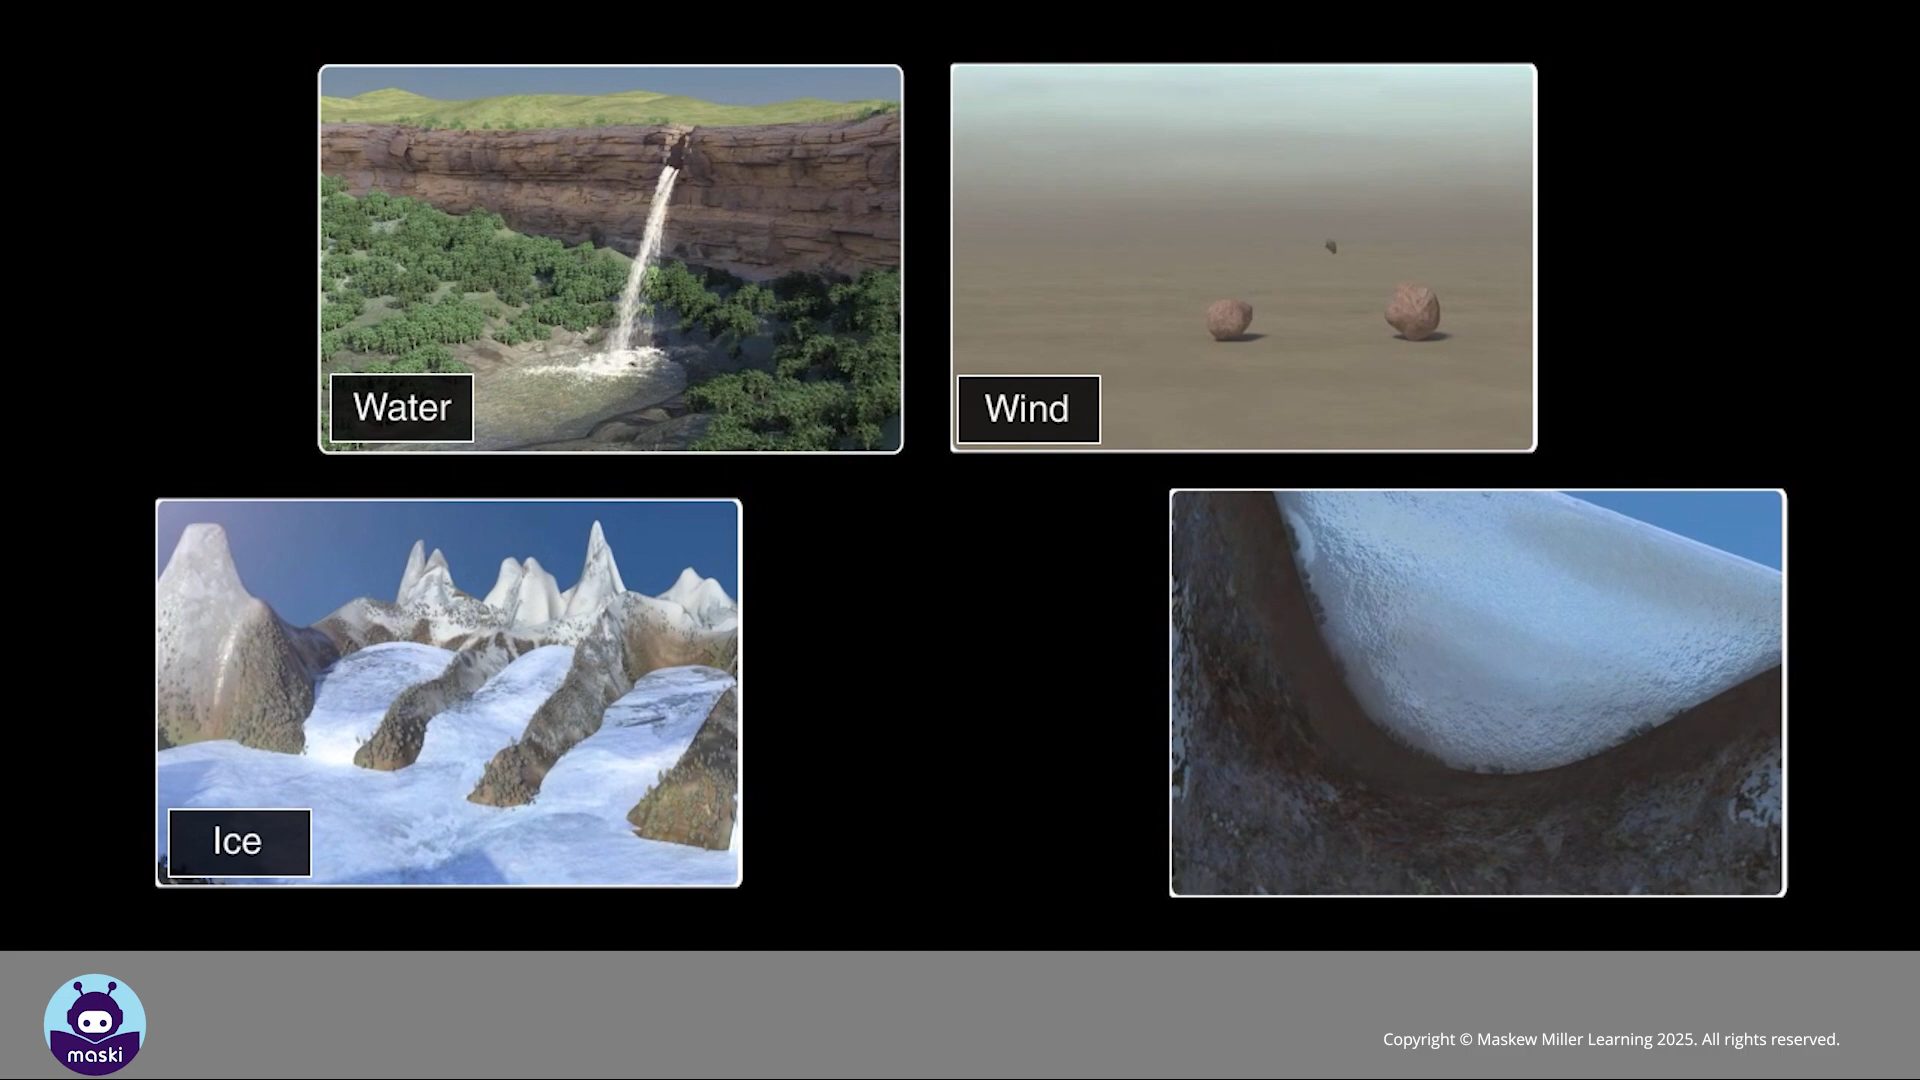 Water
Wind
Ice
maski
Copyright © Maskew Miller Learning 2025. All rights reserved.